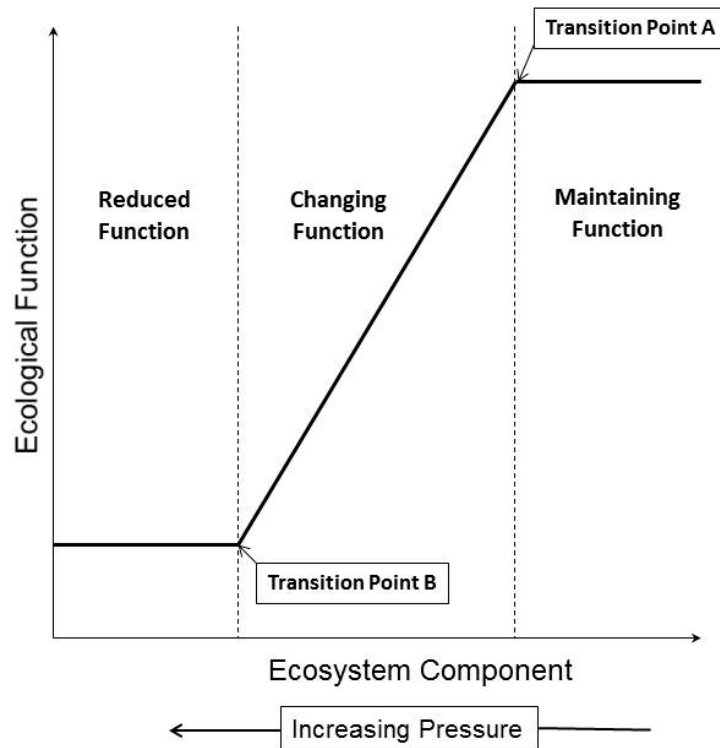 Transition Point A
Reduced
Function
Changing
Function
Maintaining
Function
Ecological Function
Transition Point B
Ecosystem Component
Increasing Pressure